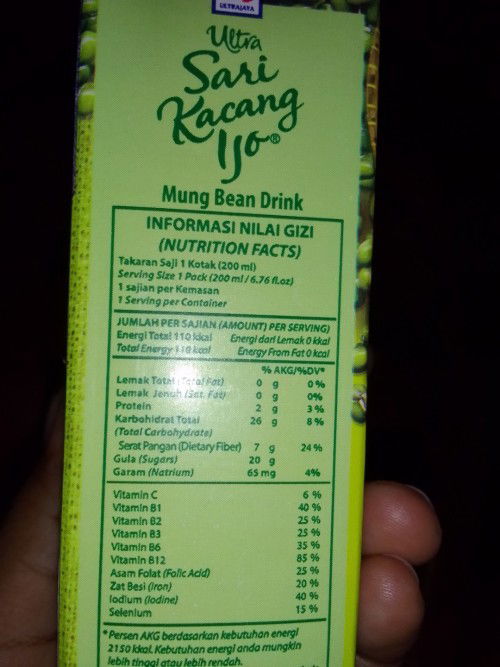 ULTRAJAYA
Ultra
Sari
Kacang
Ijo®
Mung Bean Drink
INFORMASI NILAI GIZI
(NUTRITION FACTS)
Takaran Saji 1 Kotak (200 ml)
Serving Size 1 Pack (200 ml / 6.76 fl.oz)
1 sajian per Kemasan
1 Serving per Container
JUMLAH PER SAJIAN (AMOUNT) PER SERVING)
Energi Total 110 kkal Energi dari Lemak 0 kkal
Total Energy 110 kcal Energy From Fat 0 kcal
% AKG/%DV*
Lemak Total (Total Fat) 0 g 0 %
Lemak Jenuh (Sat. Fat) 0 g 0%
Protein 2 g 3 %
Karbohidrat Total 26 g 8 %
(Total Carbohydrate)
Serat Pangan (Dietary Fiber) 7 g 24 %
Gula (Sugars) 20 g
Garam (Natrium) 65 mg 4%
Vitamin C 6 %
Vitamin B1 40 %
Vitamin B2 25 %
Vitamin B3 25 %
Vitamin B6 35 %
Vitamin B12 85 %
Asam Folat (Folic Acid) 25 %
Zat Besi (Iron) 20 %
Iodium (Iodine) 40 %
Selenium 15 %
*Persen AKG berdasarkan kebutuhan energi
2150 kkal. Kebutuhan energi anda mungkin
lebih tinggi atau lebih rendah.